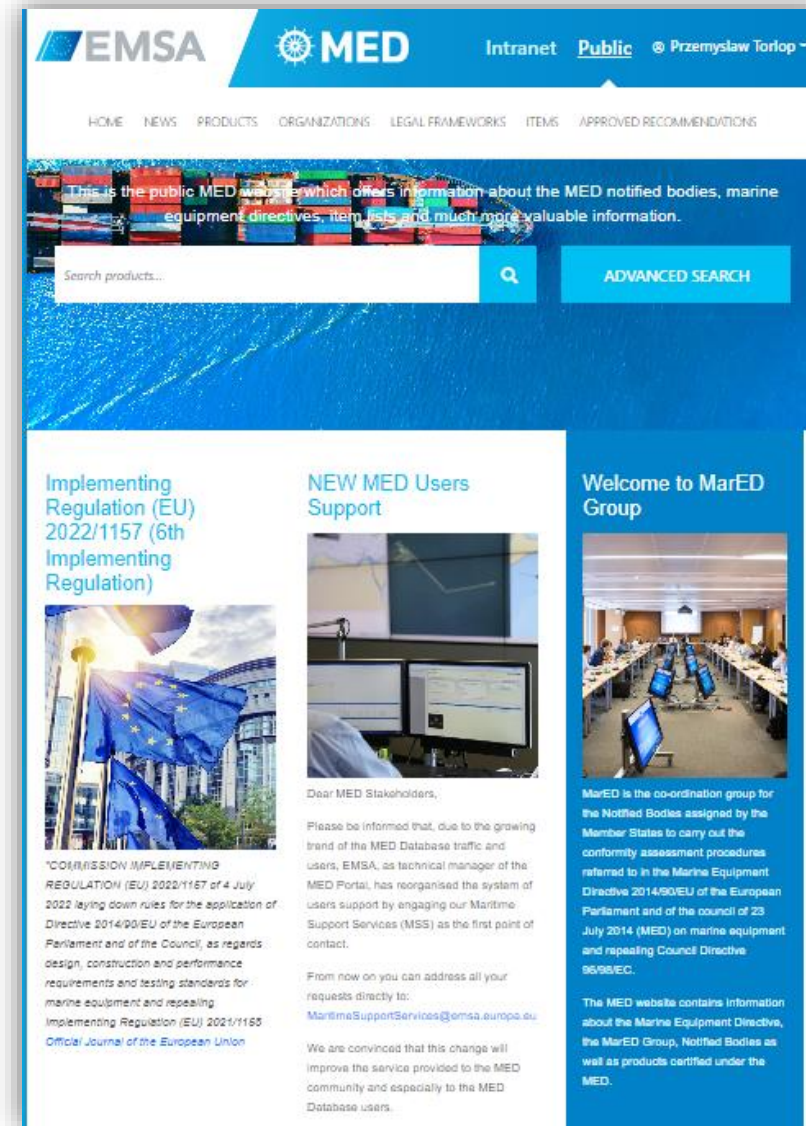 EMSA
MED
Intranet Public Przemyslaw Torlop
HOME NEWS PRODUCTS ORGANIZATIONS LEGAL FRAMEWORKS ITEMS APPROVED RECOMMENDATIONS
This is the public MED website which offers information about the MED notified bodies, marine
equipment directives, item lists and much more valuable information.
Search products...
ADVANCED SEARCH
Implementing
Regulation (EU)
2022/1157 (6th
Implementing
Regulation)
"COMMISSION IMPLEMENTING
REGULATION (EU) 2022/1157 of 4 July
2022 laying down rules for the application of
Directive 2014/90/EU of the European
Parliament and of the Council, as regards
design, construction and performance
requirements and testing standards for
marine equipment and repealing
Implementing Regulation (EU) 2021/1158
Official Journal of the European Union
NEW MED Users
Support
Dear MED Stakeholders,
Please be informed that, due to the growing
trend of the MED Database traffic and
users, EMSA, as technical manager of the
MED Portal, has reorganised the system of
users support by engaging our Maritime
Support Services (MSS) as the first point of
contact.
From now on you can address all your
requests directly to:
MaritimeSupportServices@emsa.europa.eu
We are convinced that this change will
improve the service provided to the MED
community and especially to the MED
Database users.
Welcome to MarED
Group
MarED is the co-ordination group for
the Notified Bodies assigned by the
Member States to carry out the
conformity assessment procedures
referred to in the Marine Equipment
Directive 2014/90/EU of the European
Parliament and of the council of 23
July 2014 (MED) on marine equipment
and repealing Council Directive
96/98/EC.
The MED website contains information
about the Marine Equipment Directive,
the MarED Group, Notified Bodies as
well as products certified under the
MED.